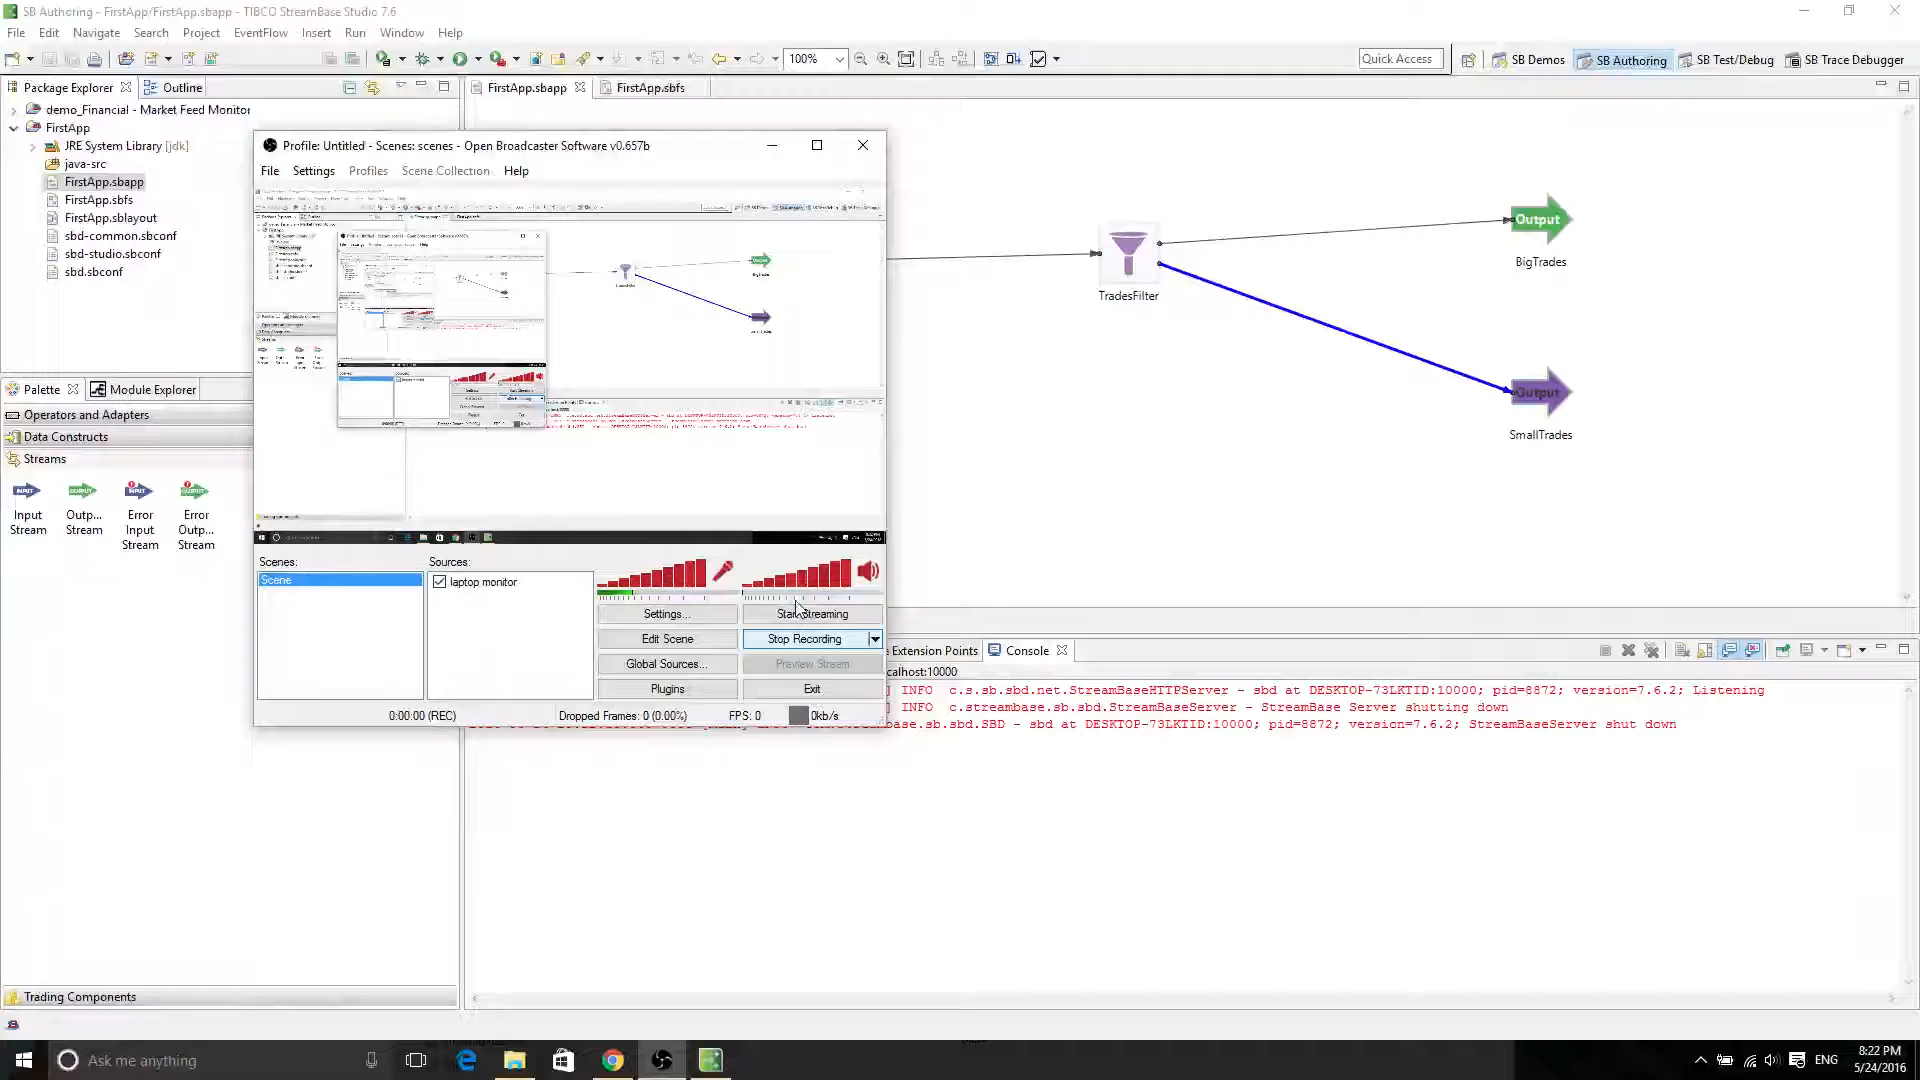 SB Authoring - FirstApp/FirstApp.sbapp - TIBCO StreamBase Studio 7.6
File Edit Navigate Search Project Run EventFlow Insert Run Window Help
100%
Quick Access
SB Demos
SB Authoring
SB Test/Debug
SB Trace Debugger
Package Explorer
Outline
FirstApp.sbapp
FirstApp.sbfs
demo_Financial - Market Feed Monitor
FirstApp
JRE System Library [jdk]
java-src
FirstApp.sbapp
FirstApp.sbfs
FirstApp.sblayout
sbd-common.sbconf
sbd-studio.sbconf
sbd.sbconf
Profile: Untitled - Scenes: scenes - Open Broadcaster Software v0.657b
File Settings Profiles Scene Collection Help
Output
BigTrades
TradesFilter
Output
SmallTrades
Palette
Module Explorer
Operators and Adapters
Data Constructs
Streams
Input Stream
Outp... Stream
Error Input Stream
Error Outp... Stream
Scenes:
Scene
Sources:
laptop monitor
Settings...
Start Streaming
Edit Scene
Stop Recording
Global Sources...
Preview Stream
Plugins
Exit
0:00:00 (REC)
Dropped Frames: 0 (0.00%)
FPS: 0
0kb/s
Extension Points
Console
calhost:10000
] INFO c.s.sb.sbd.net.StreamBaseHTTPServer - sbd at DESKTOP-73LKTID:10000; pid=8872; version=7.6.2; Listening
] INFO c.streambase.sb.sbd.StreamBaseServer - StreamBase Server shutting down
base.sb.sbd.SBD - sbd at DESKTOP-73LKTID:10000; pid=8872; version=7.6.2; StreamBaseServer shut down
Trading Components
Ask me anything
ENG
8:22 PM
5/24/2016